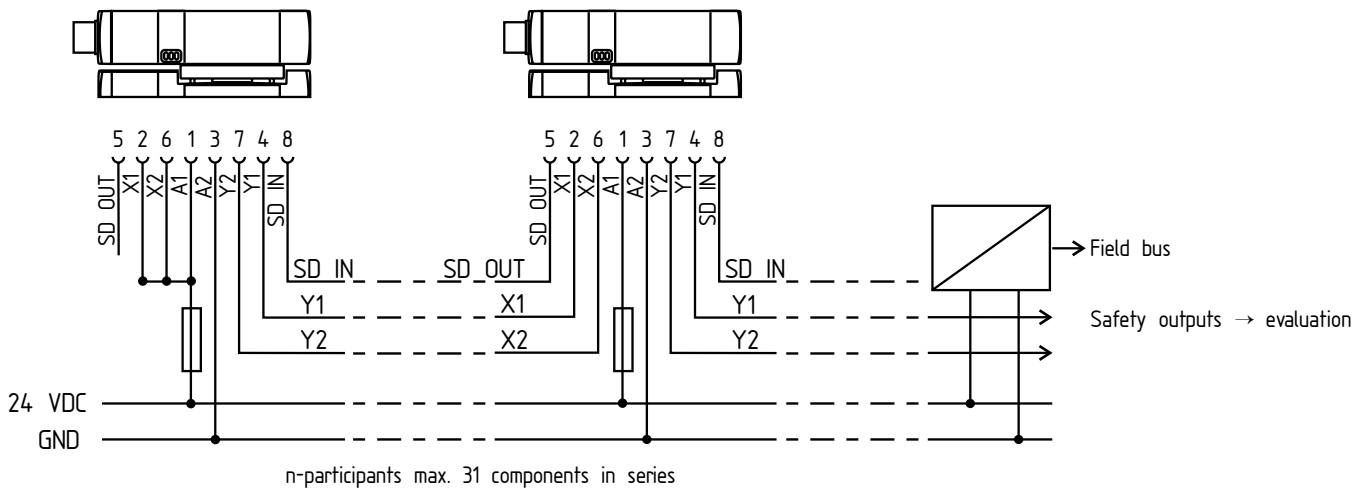 5 2 6 1 3 7 4 8
5 2 6 1 3 7 4 8
SD OUT X1 X2 A1 A2 Y2 Y1 SD IN
SD OUT X1 X2 A1 A2 Y2 Y1 SD IN
Field bus
SD IN SD OUT SD IN
Y1 X1 Y1
Safety outputs → evaluation
Y2 X2 Y2
24 VDC
GND
n-participants max. 31 components in series